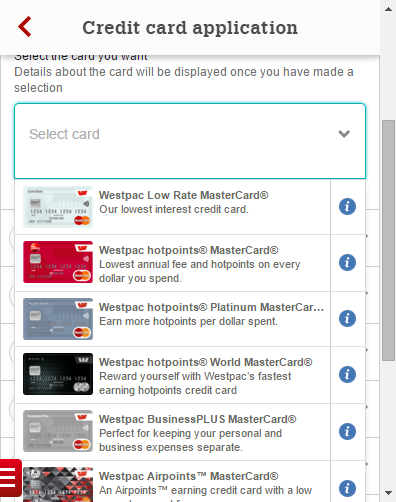 Credit card application
Select the card you want
Details about the card will be displayed once you have made a
selection
Select card
Westpac Low Rate MasterCard®
Our lowest interest credit card.
Westpac hotpoints® MasterCard®
Lowest annual fee and hotpoints on every
dollar you spend.
Westpac hotpoints® Platinum MasterCar...
Earn more hotpoints per dollar spent.
Westpac hotpoints® World MasterCard®
Reward yourself with Westpac's fastest
earning hotpoints credit card
Westpac BusinessPLUS MasterCard®
Perfect for keeping your personal and
business expenses separate.
Westpac Airpoints™ MasterCard®
An Airpoints™ earning credit card with a low